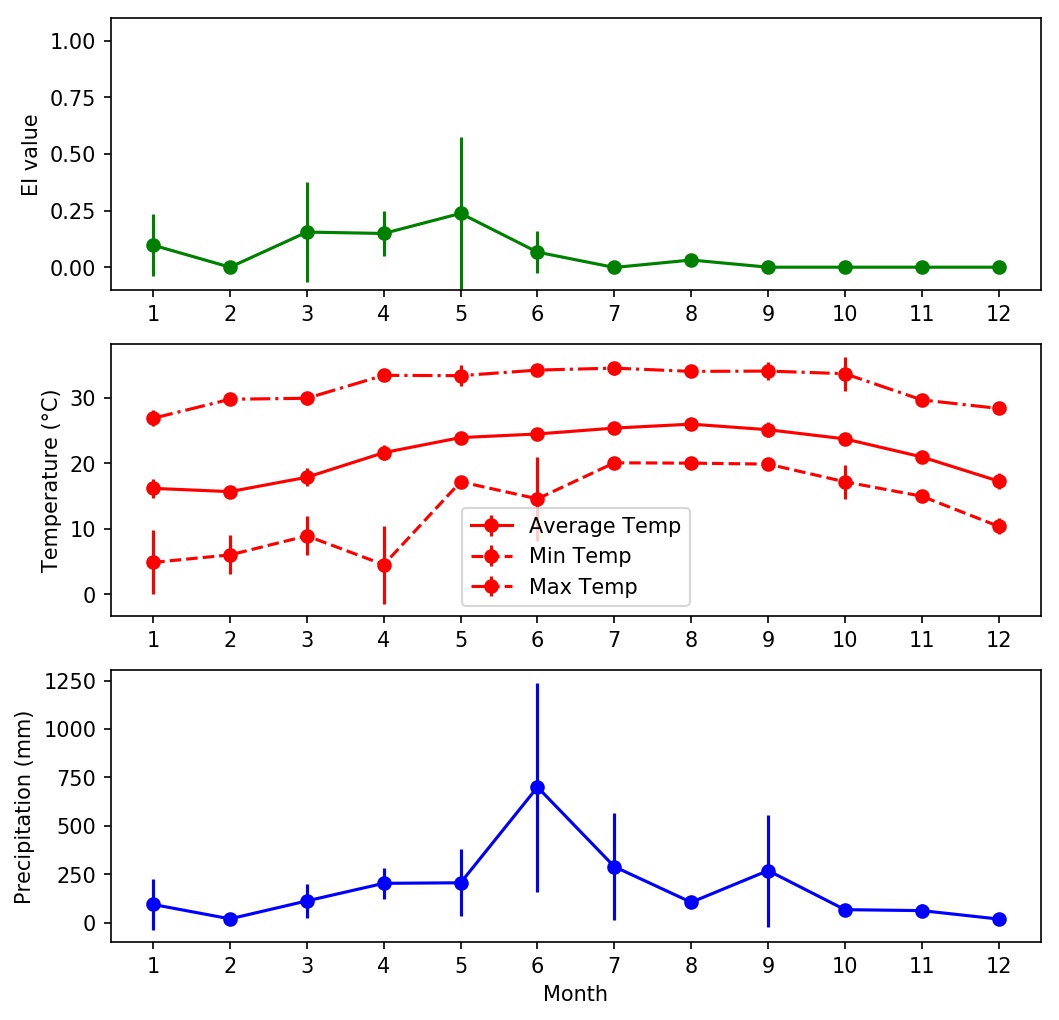 EI value
1.00
0.75
0.50
0.25
0.00
1 2 3 4 5 6 7 8 9 10 11 12
Temperature (°C)
30
20
10
0
Average Temp
Min Temp
Max Temp
1 2 3 4 5 6 7 8 9 10 11 12
Precipitation (mm)
1250
1000
750
500
250
0
1 2 3 4 5 6 7 8 9 10 11 12
Month